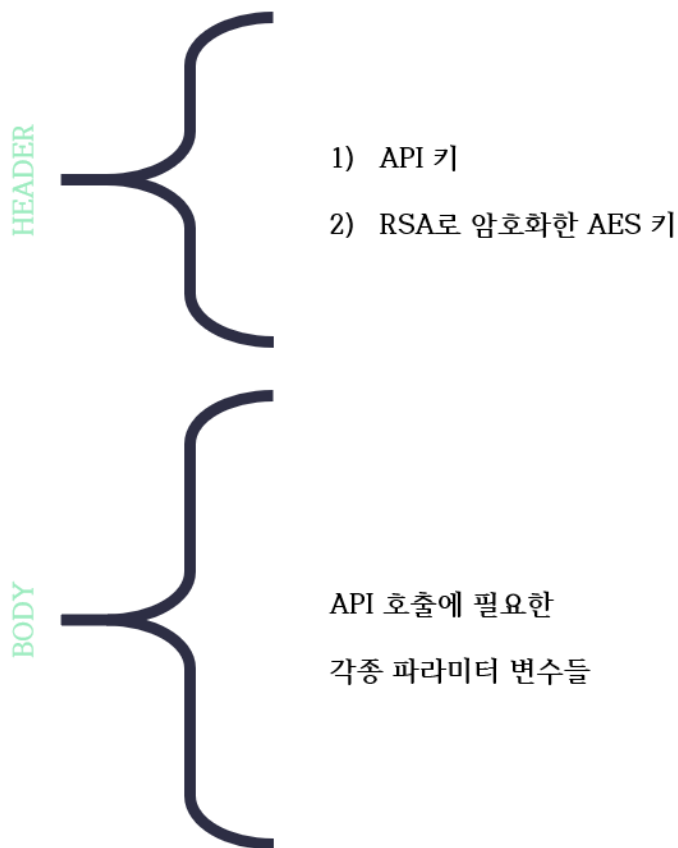 HEADER
1) API 키
2) RSA로 암호화한 AES 키
BODY
API 호출에 필요한
각종 파라미터 변수들